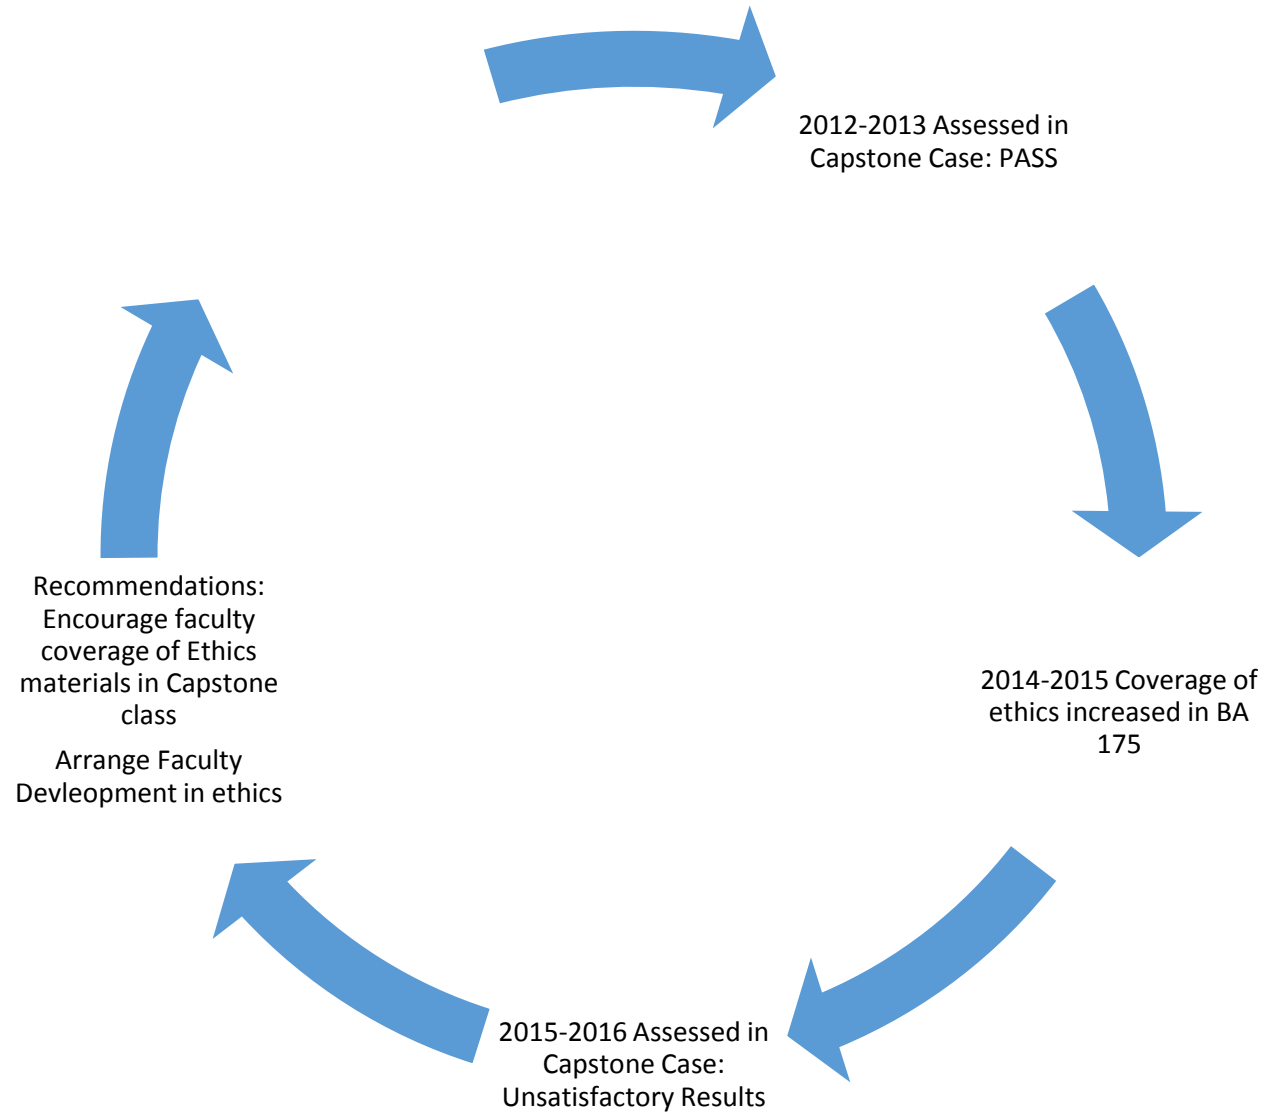 2012-2013 Assessed in
Capstone Case: PASS
2014-2015 Coverage of
ethics increased in BA
175
2015-2016 Assessed in
Capstone Case:
Unsatisfactory Results
Recommendations:
Encourage faculty
coverage of Ethics
materials in Capstone
class
Arrange Faculty
Devleopment in ethics